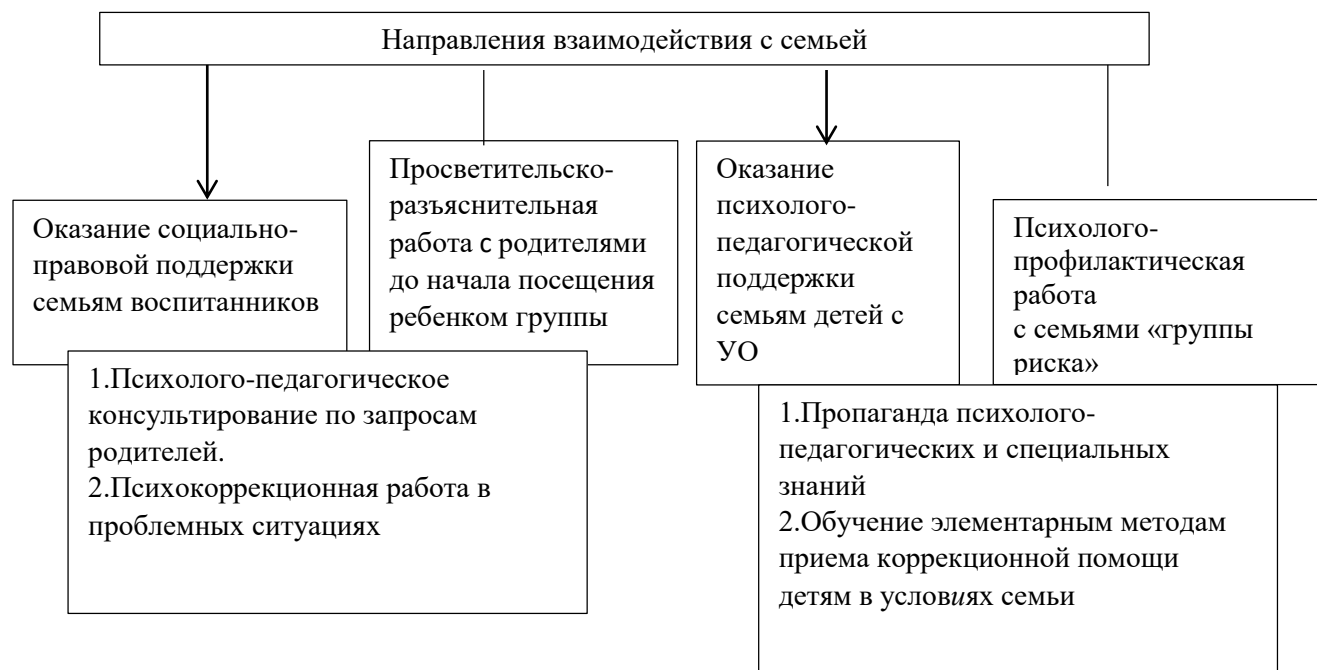 Направления взаимодействия с семьей
Оказание социально-
правовой поддержки
семьям воспитанников
Просветительско-
разъяснительная
работа с родителями
до начала посещения
ребенком группы
Оказание
психолого-
педагогической
поддержки
семьям детей с
УО
Психолого-
профилактическая
работа
с семьями «группы
риска»
1.Психолого-педагогическое
консультирование по запросам
родителей.
2.Психокоррекционная работа в
проблемных ситуациях
1.Пропаганда психолого-
педагогических и специальных
знаний
2.Обучение элементарным методам
приема коррекционной помощи
детям в условиях семьи